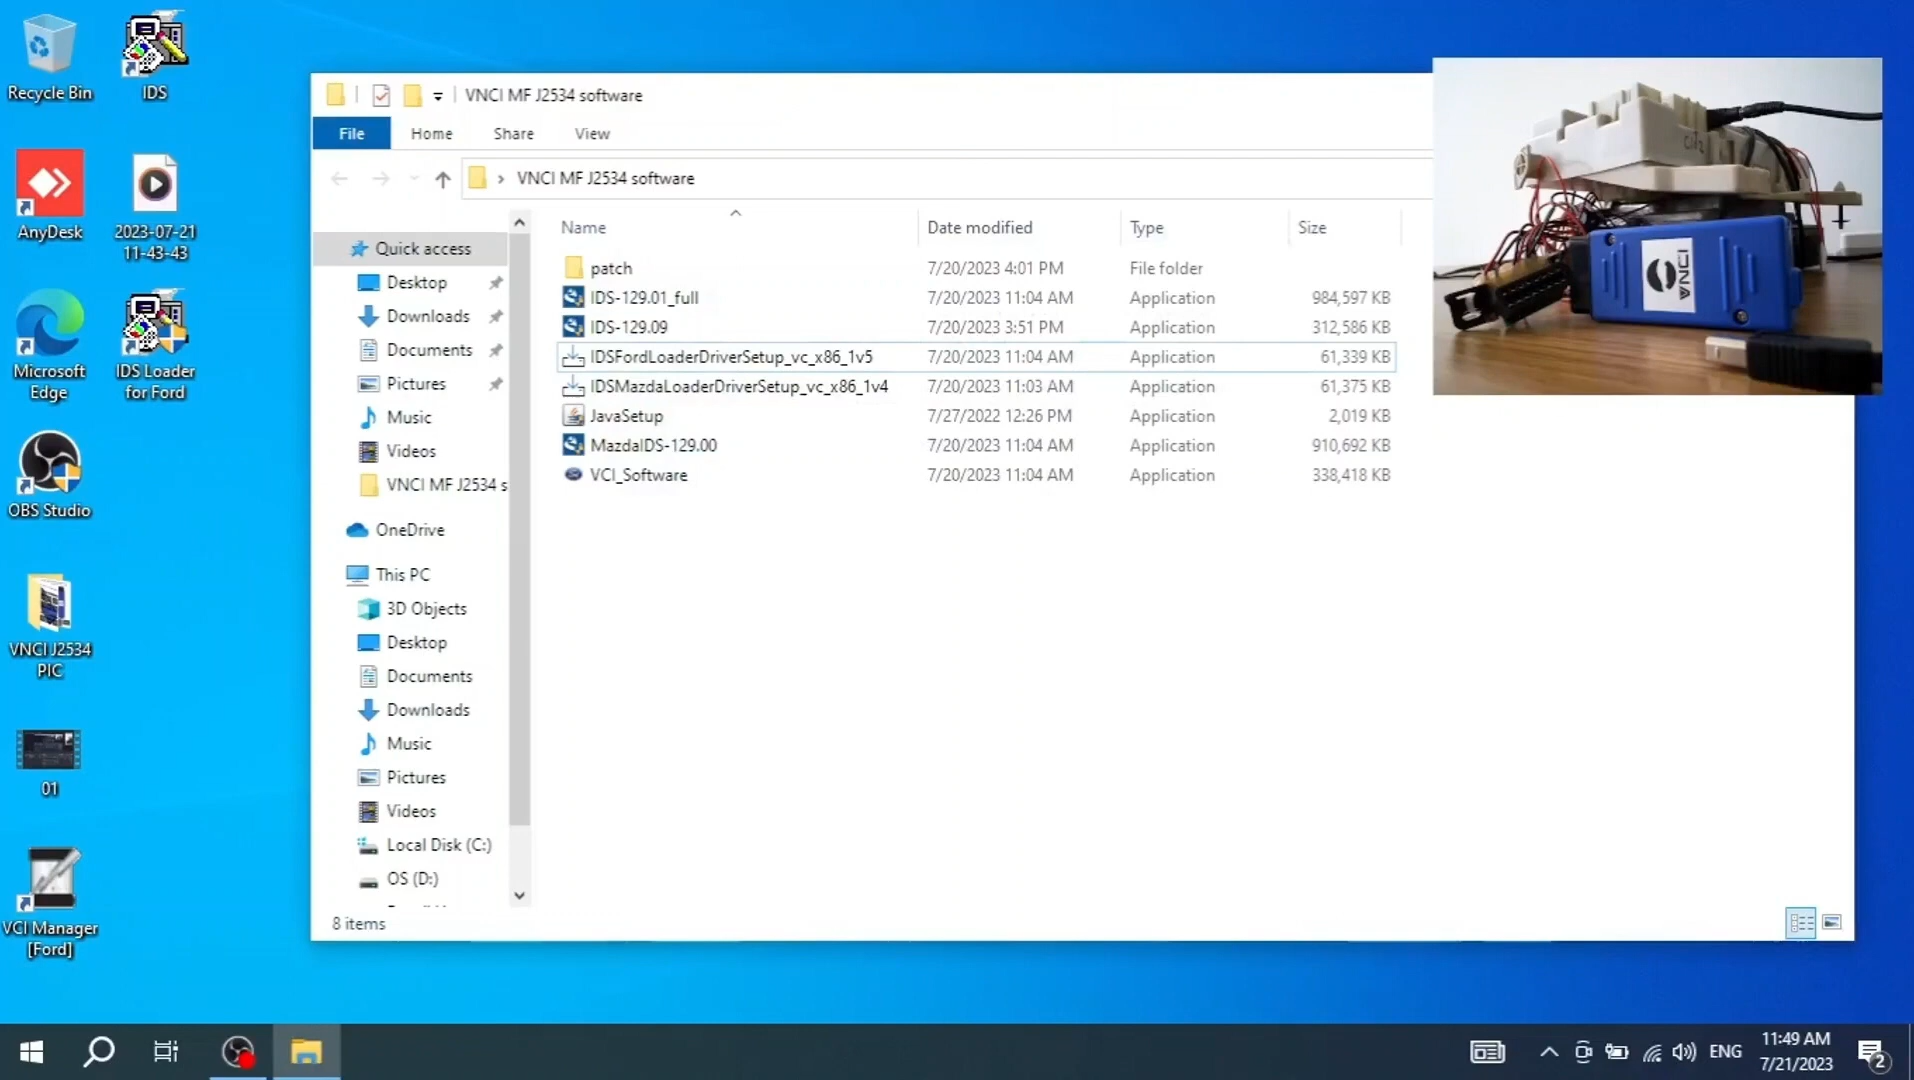 Recycle Bin
IDS
AnyDesk
2023-07-21
11-43-43
Microsoft
Edge
IDS Loader
for Ford
OBS Studio
VNCI J2534
PIC
01
VCI Manager
[Ford]
VNCI MF J2534 software
File Home Share View
VNCI MF J2534 software
Quick access
Desktop
Downloads
Documents
Pictures
Music
Videos
VNCI MF J2534 s
OneDrive
This PC
3D Objects
Desktop
Documents
Downloads
Music
Pictures
Videos
Local Disk (C:)
OS (D:)
Name Date modified Type Size
patch 7/20/2023 4:01 PM File folder
IDS-129.01_full 7/20/2023 11:04 AM Application 984,597 KB
IDS-129.09 7/20/2023 3:51 PM Application 312,586 KB
IDSFordLoaderDriverSetup_vc_x86_1v5 7/20/2023 11:04 AM Application 61,339 KB
IDSMazdaLoaderDriverSetup_vc_x86_1v4 7/20/2023 11:03 AM Application 61,375 KB
JavaSetup 7/27/2022 12:26 PM Application 2,019 KB
MazdaIDS-129.00 7/20/2023 11:04 AM Application 910,692 KB
VCI_Software 7/20/2023 11:04 AM Application 338,418 KB
8 items
VNCI
ENG
11:49 AM
7/21/2023
2